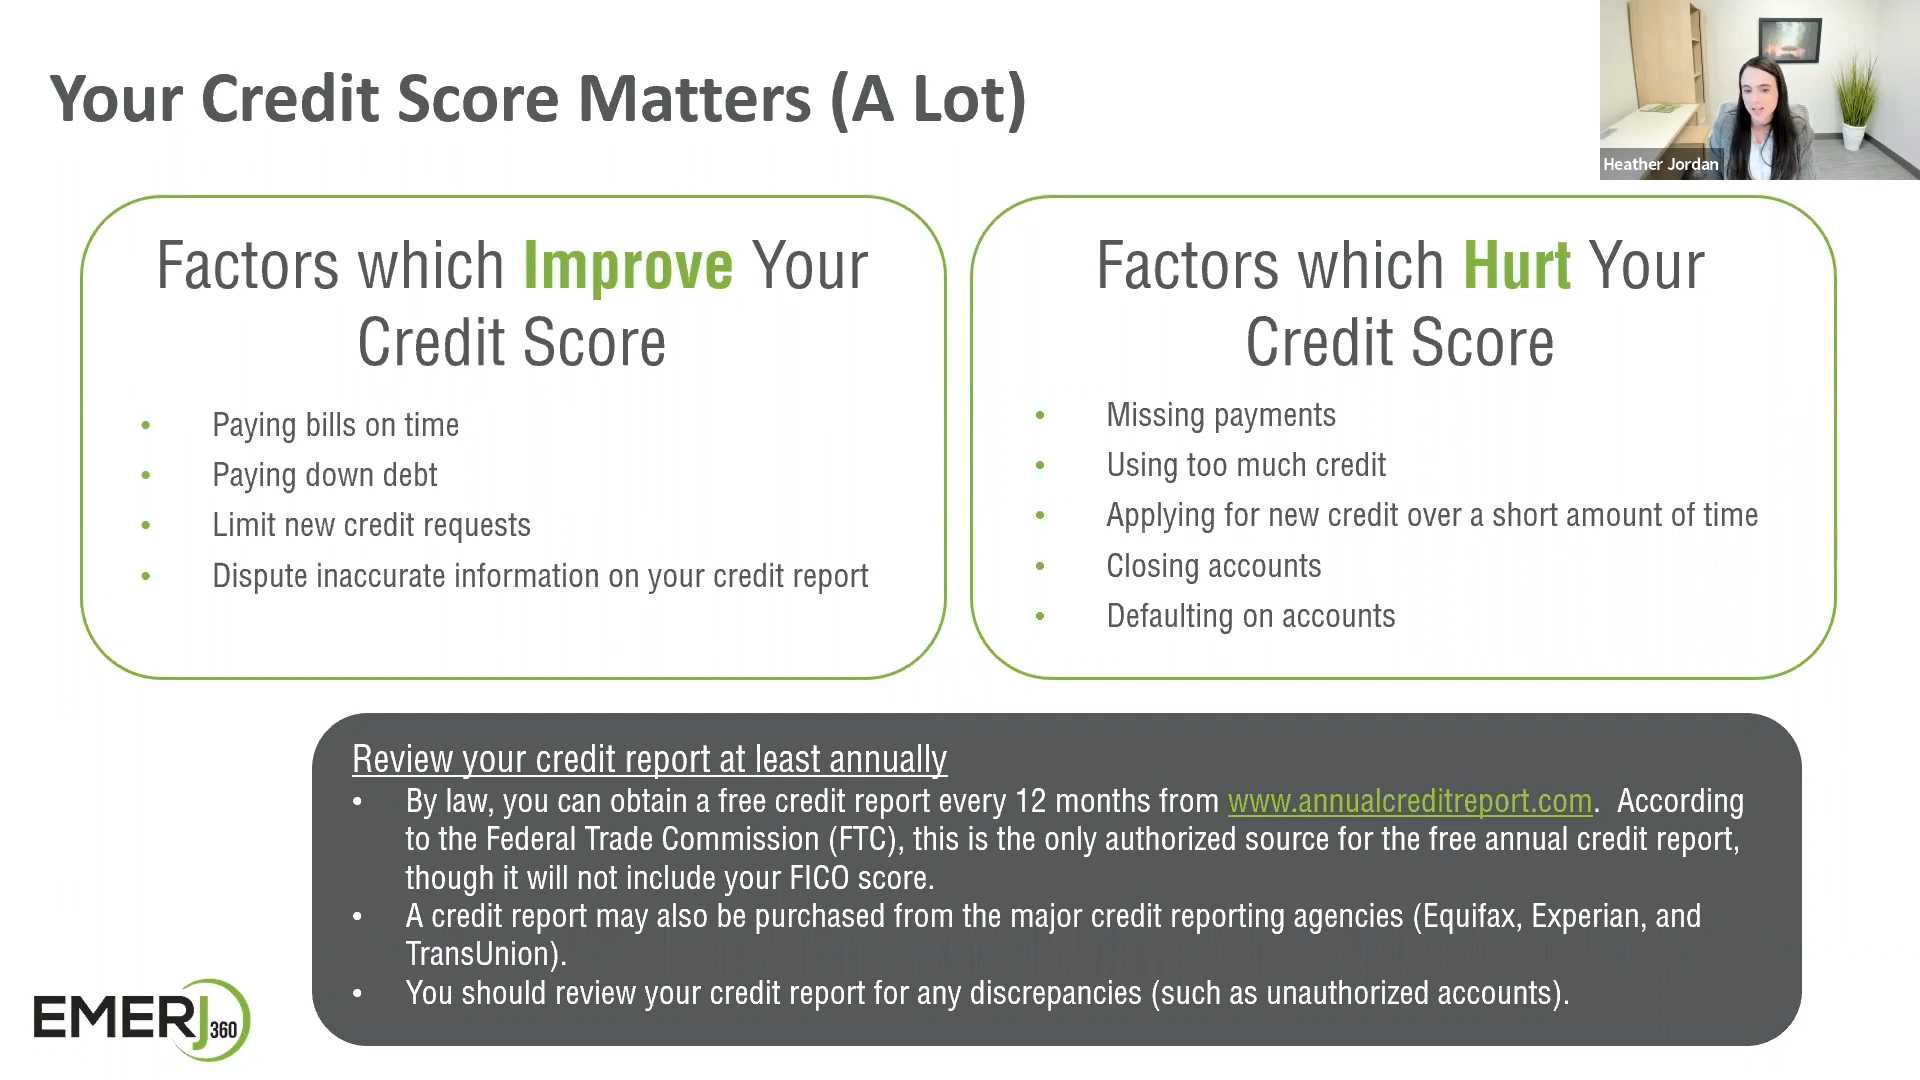 Your Credit Score Matters (A Lot)
Heather Jordan
Factors which Improve Your
Credit Score
• Paying bills on time
• Paying down debt
• Limit new credit requests
• Dispute inaccurate information on your credit report
Factors which Hurt Your
Credit Score
• Missing payments
• Using too much credit
• Applying for new credit over a short amount of time
• Closing accounts
• Defaulting on accounts
Review your credit report at least annually
• By law, you can obtain a free credit report every 12 months from www.annualcreditreport.com. According
to the Federal Trade Commission (FTC), this is the only authorized source for the free annual credit report,
though it will not include your FICO score.
• A credit report may also be purchased from the major credit reporting agencies (Equifax, Experian, and
TransUnion).
• You should review your credit report for any discrepancies (such as unauthorized accounts).
EMERJ360